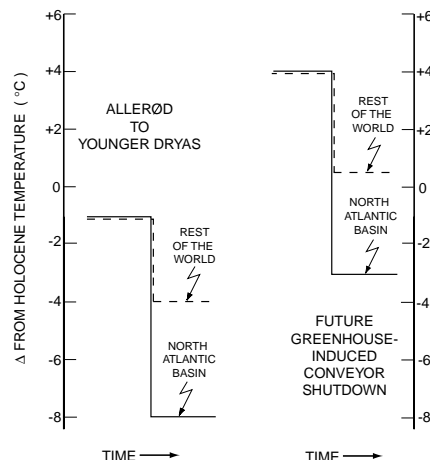 Δ FROM HOLOCENE TEMPERATURE (°C)
+6
+4
+2
0
-2
-4
-6
-8
ALLERØD
TO
YOUNGER DRYAS
REST
OF THE
WORLD
NORTH
ATLANTIC
BASIN
TIME
REST
OF THE
WORLD
NORTH
ATLANTIC
BASIN
FUTURE
GREENHOUSE-
INDUCED
CONVEYOR
SHUTDOWN
TIME
+6
+4
+2
0
-2
-4
-6
-8